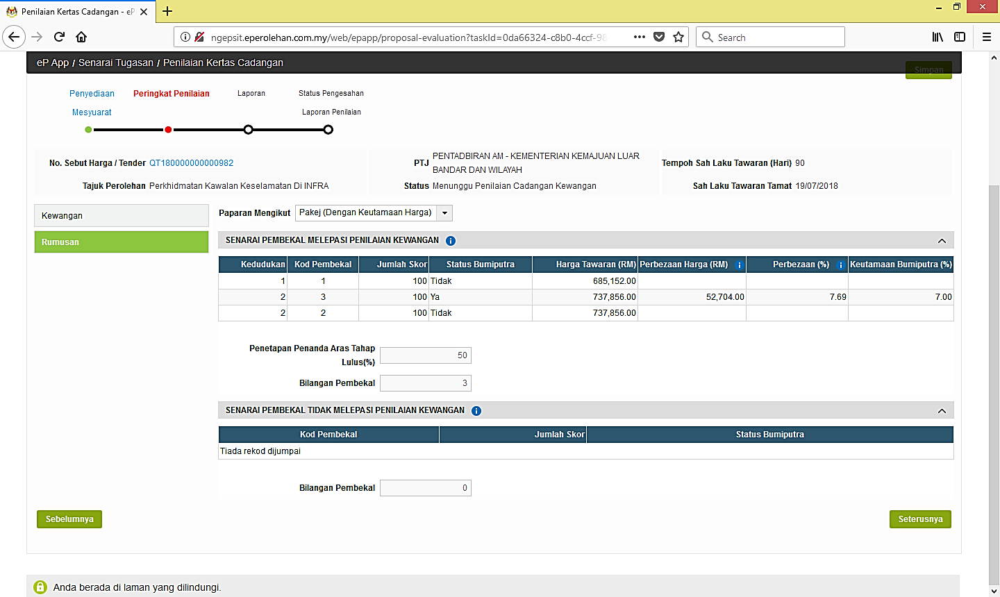 Penilaian Kertas Cadangan - eP
ngepsit.eperolehan.com.my/web/epapp/proposal-evaluation?taskId=0da66324-c8b0-4ccf-98
Search
eP App / Senarai Tugasan / Penilaian Kertas Cadangan
Simpan
Penyediaan Mesyuarat
Peringkat Penilaian
Laporan
Status Pengesahan Laporan Penilaian
No. Sebut Harga / Tender QT180000000000982
PTJ PENTADBIRAN AM - KEMENTERIAN KEMAJUAN LUAR
BANDAR DAN WILAYAH
Tempoh Sah Laku Tawaran (Hari) 90
Tajuk Perolehan Perkhidmatan Kawalan Keselamatan Di INFRA
Status Menunggu Penilaian Cadangan Kewangan
Sah Laku Tawaran Tamat 19/07/2018
Kewangan
Rumusan
Paparan Mengikut Pakej (Dengan Keutamaan Harga)
SENARAI PEMBEKAL MELEPASI PENILAIAN KEWANGAN
Kedudukan Kod Pembekal Jumlah Skor Status Bumiputra Harga Tawaran (RM) Perbezaan Harga (RM) Perbezaan (%) Keutamaan Bumiputra (%)
1 1 100 Tidak 685,152.00
2 3 100 Ya 737,856.00 52,704.00 7.69 7.00
2 2 100 Tidak 737,856.00
Penetapan Penanda Aras Tahap
Lulus(%) 50
Bilangan Pembekal 3
SENARAI PEMBEKAL TIDAK MELEPASI PENILAIAN KEWANGAN
Kod Pembekal Jumlah Skor Status Bumiputra
Tiada rekod dijumpai
Bilangan Pembekal 0
Sebelumnya
Seterusnya
Anda berada di laman yang dilindungi.